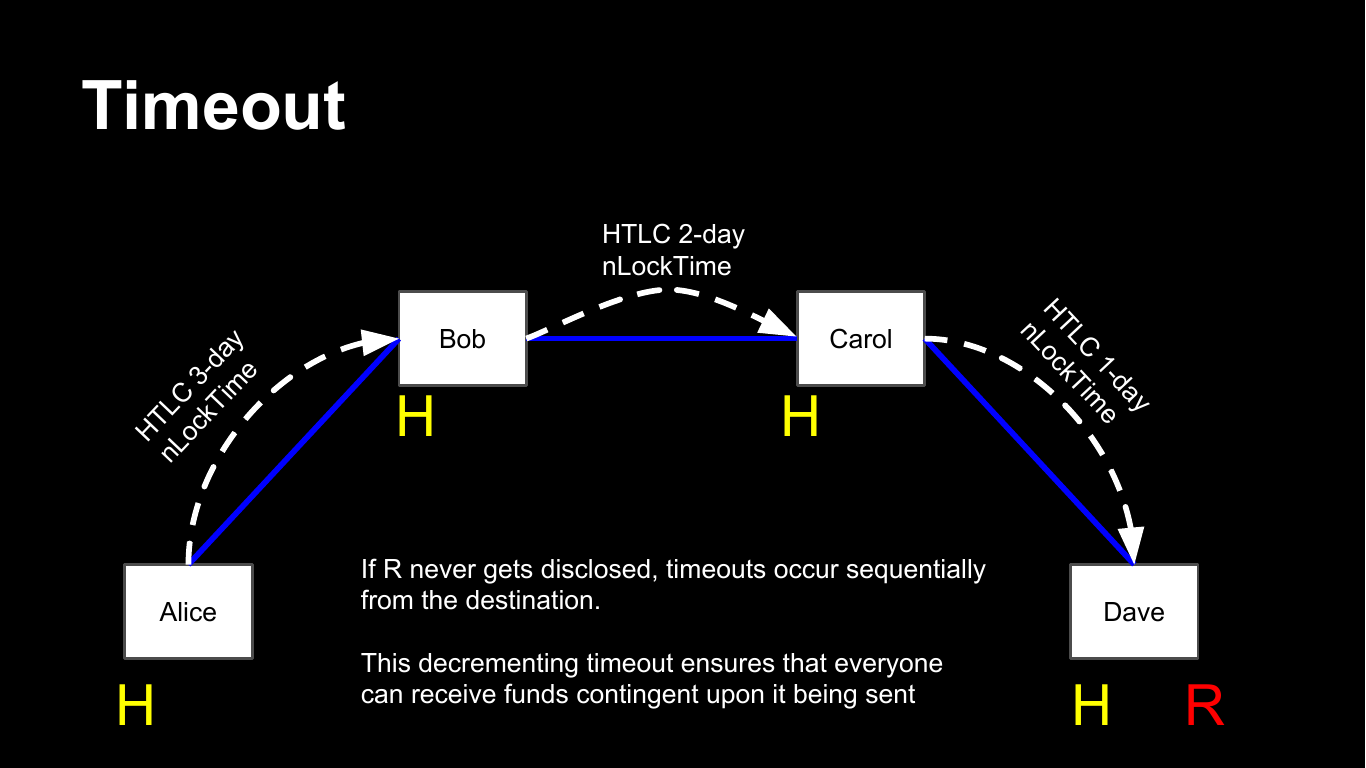 Timeout
HTLC 2-day
nLockTime
HTLC 3-day
nLockTime
HTLC 1-day
nLockTime
Bob
Carol
H
H
If R never gets disclosed, timeouts occur sequentially
from the destination.
Alice
Dave
This decrementing timeout ensures that everyone
can receive funds contingent upon it being sent
H
H R